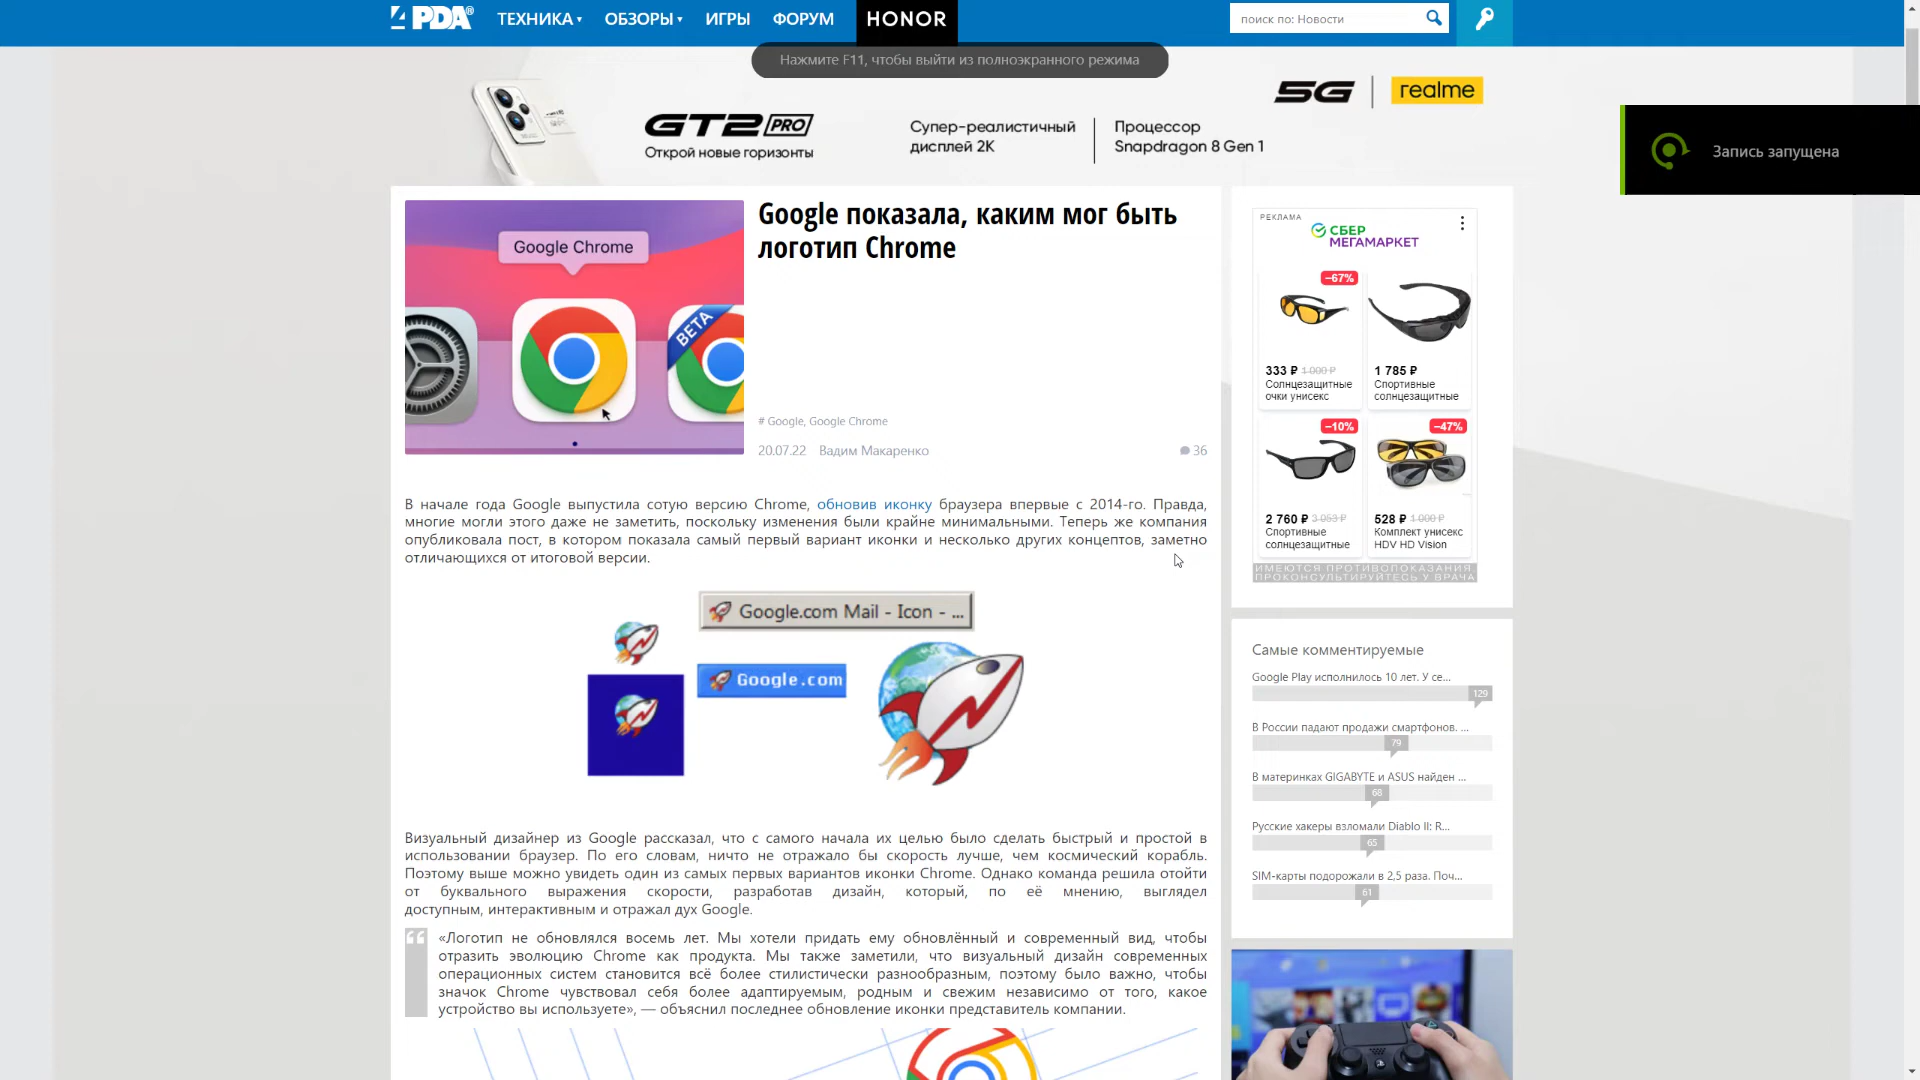 4PDA®
ТЕХНИКА
ОБЗОРЫ
ИГРЫ
ФОРУМ
HONOR
поиск по: Новости
Нажмите F11, чтобы выйти из полноэкранного режима
GT2 PRO
Открой новые горизонты
Супер-реалистичный
дисплей 2K
Процессор
Snapdragon 8 Gen 1
5G
realme
Запись запущена
Google Chrome
BETA
Google показала, каким мог быть
логотип Chrome
# Google, Google Chrome
20.07.22 Вадим Макаренко
36
В начале года Google выпустила сотую версию Chrome, обновив иконку браузера впервые с 2014-го. Правда,
многие могли этого даже не заметить, поскольку изменения были крайне минимальными. Теперь же компания
опубликовала пост, в котором показала самый первый вариант иконки и несколько других концептов, заметно
отличающихся от итоговой версии.
Google.com Mail - Icon - ...
Google.com
Визуальный дизайнер из Google рассказал, что с самого начала их целью было сделать быстрый и простой в
использовании браузер. По его словам, ничто не отражало бы скорость лучше, чем космический корабль.
Поэтому выше можно увидеть один из самых первых вариантов иконки Chrome. Однако команда решила отойти
от буквального выражения скорости, разработав дизайн, который, по её мнению, выглядел
доступным, интерактивным и отражал дух Google.
«Логотип не обновлялся восемь лет. Мы хотели придать ему обновлённый и современный вид, чтобы
отразить эволюцию Chrome как продукта. Мы также заметили, что визуальный дизайн современных
операционных систем становится всё более стилистически разнообразным, поэтому было важно, чтобы
значок Chrome чувствовал себя более адаптируемым, родным и свежим независимо от того, какое
устройство вы используете», — объяснил последнее обновление иконки представитель компании.
РЕКЛАМА
СБЕР
МЕГАМАРКЕТ
−67%
333 ₽ 1 000 ₽
Солнцезащитные
очки унисекс
1 785 ₽
Спортивные
солнцезащитные
−10%
2 760 ₽ 3 053 ₽
Спортивные
солнцезащитные
−47%
528 ₽ 1 000 ₽
Комплект унисекс
HDV HD Vision
ИМЕЮТСЯ ПРОТИВОПОКАЗАНИЯ.
ПРОКОНСУЛЬТИРУЙТЕСЬ У ВРАЧА
Самые комментируемые
Google Play исполнилось 10 лет. У се...
129
В России падают продажи смартфонов. ...
79
В материнках GIGABYTE и ASUS найден ...
68
Русские хакеры взломали Diablo II: R...
65
SIM-карты подорожали в 2,5 раза. Поч...
61